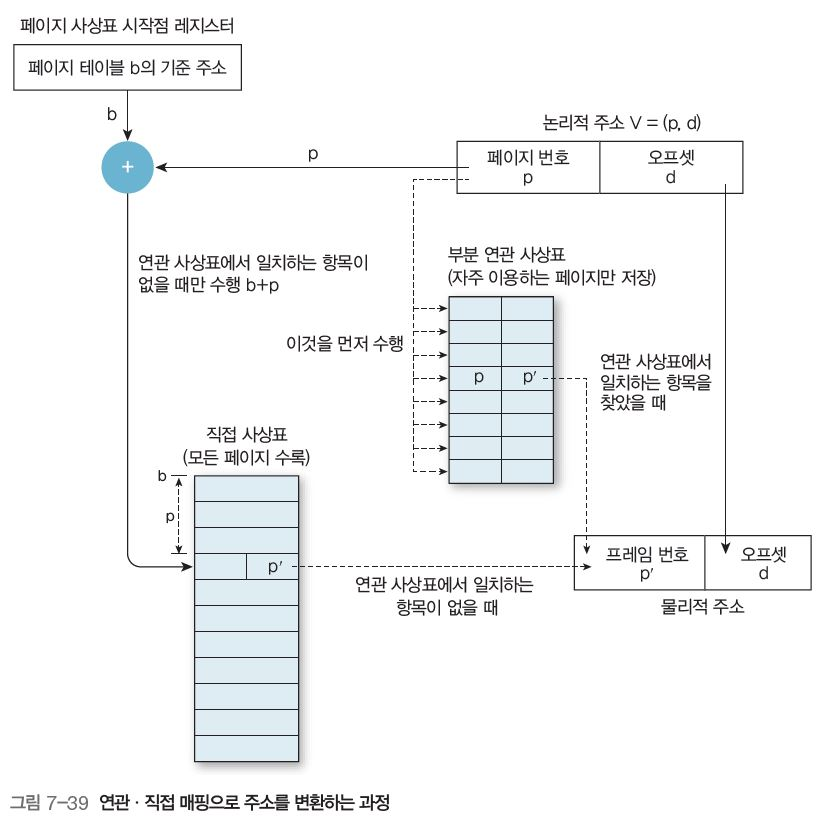 페이지 사상표 시작점 레지스터
페이지 테이블 b의 기준 주소
b
논리적 주소 V = (p, d)
+
p
페이지 번호
p
오프셋
d
연관 사상표에서 일치하는 항목이
없을 때만 수행 b+p
부분 연관 사상표
(자주 이용하는 페이지만 저장)
이것을 먼저 수행
p
p′
연관 사상표에서
일치하는 항목을
찾았을 때
직접 사상표
(모든 페이지 수록)
b
p
p′
연관 사상표에서 일치하는
항목이 없을 때
프레임 번호
p′
오프셋
d
물리적 주소
그림 7-39 연관·직접 매핑으로 주소를 변환하는 과정